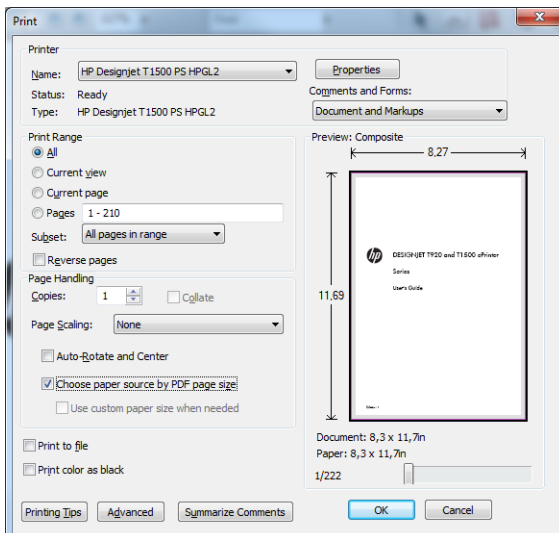 Print
Printer
Name:
HP Designjet T1500 PS HPGL2
Properties
Status:
Ready
Comments and Forms:
Type:
HP Designjet T1500 PS HPGL2
Document and Markups
Print Range
All
Current view
Current page
Pages
1 - 210
Subset:
All pages in range
Reverse pages
Page Handling
Copies:
1
Collate
Page Scaling:
None
Auto-Rotate and Center
Choose paper source by PDF page size
Use custom paper size when needed
Print to file
Print color as black
Preview: Composite
8,27
11,69
hp
DESIGNJET T920 and T1500 ePrinter
Series
User's Guide
Document: 8,3 x 11,7in
Paper: 8,3 x 11,7in
1/222
Printing Tips
Advanced
Summarize Comments
OK
Cancel